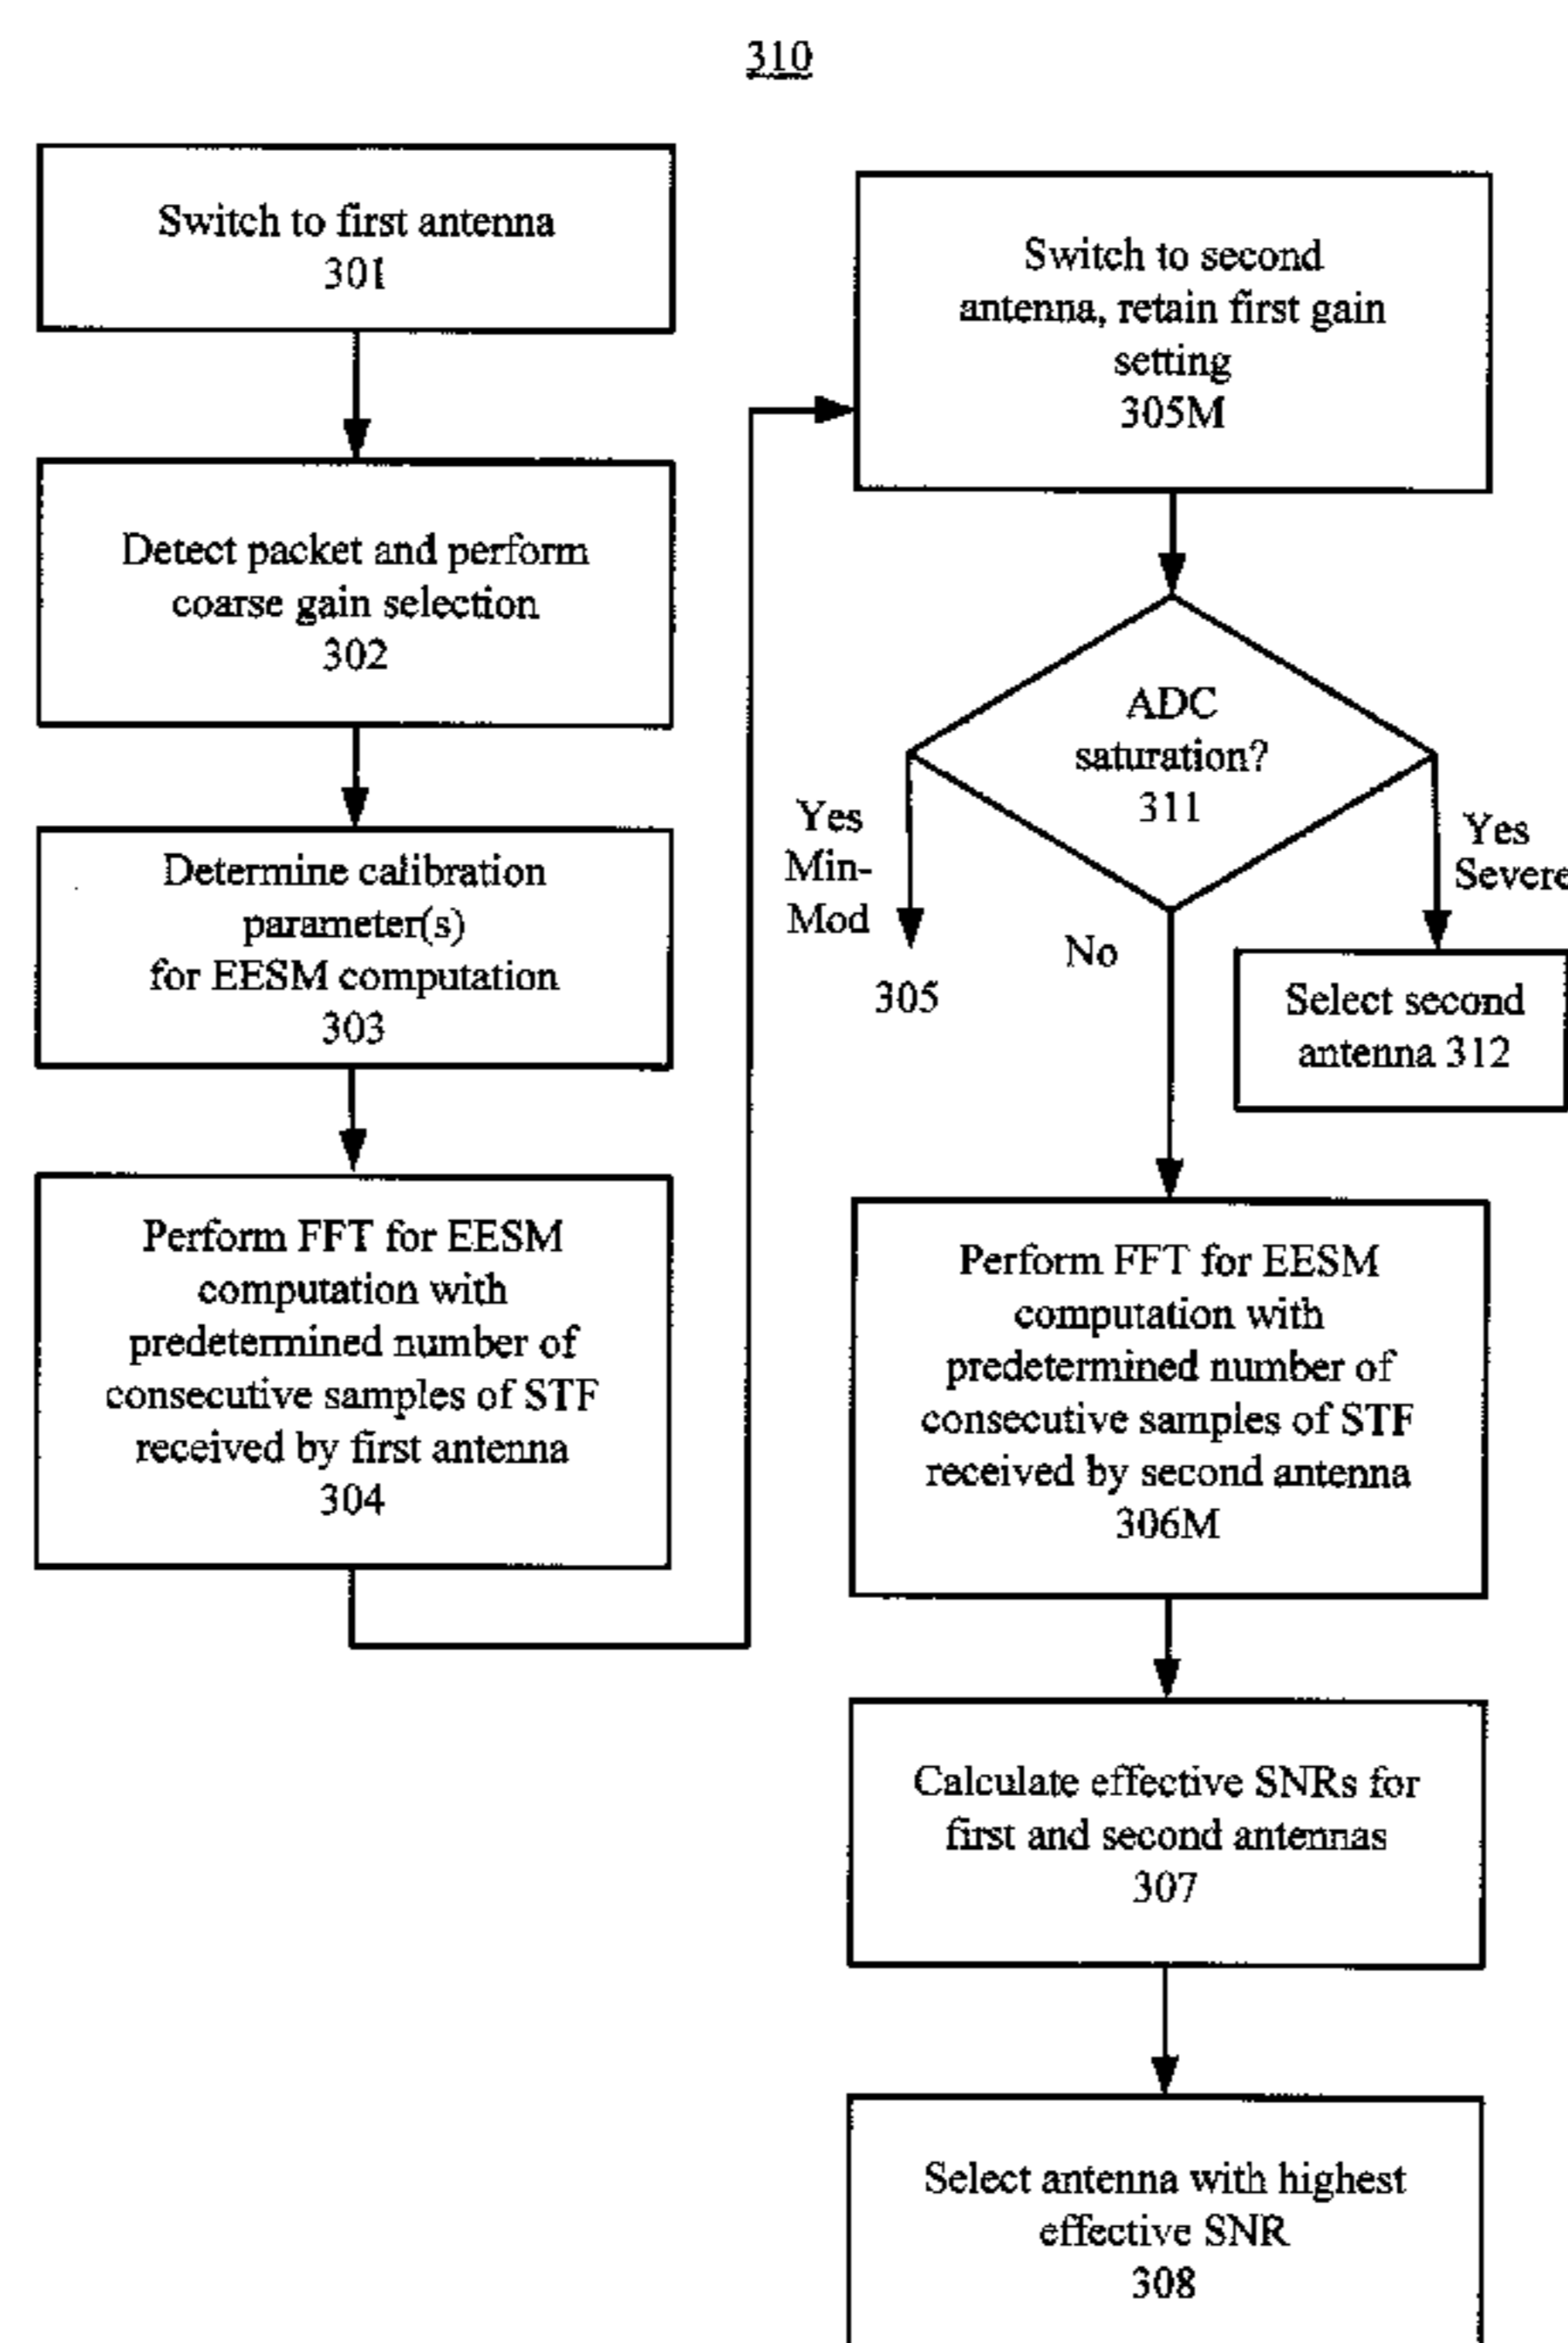 310
Switch to first antenna
301
Detect packet and perform
coarse gain selection
302
Determine calibration
parameter(s)
for EESM computation
303
Perform FFT for EESM
computation with
predetermined number of
consecutive samples of STF
received by first antenna
304
Switch to second
antenna, retain first gain
setting
305M
ADC
saturation?
311
Yes
Min-
Mod
305
No
Yes
Severe
Select second
antenna 312
Perform FFT for EESM
computation with
predetermined number of
consecutive samples of STF
received by second antenna
306M
Calculate effective SNRs for
first and second antennas
307
Select antenna with highest
effective SNR
308